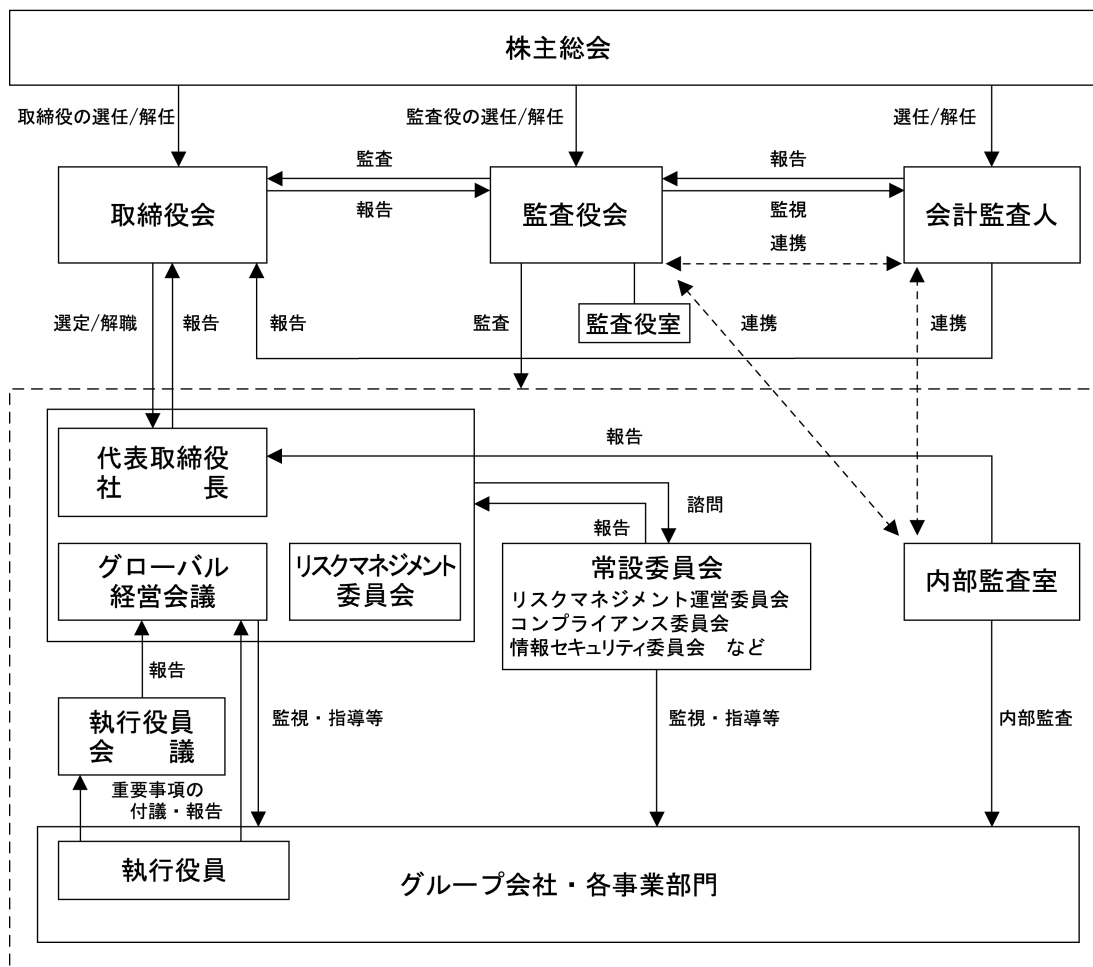 株主総会
取締役の選任/解任
監査役の選任/解任
選任/解任
監査
報告
取締役会
報告
監査役会
監視
会計監査人
連携
選定/解職
報告
報告
監査
監査役室
連携
連携
代表取締役
社長
報告
諮問
報告
グローバル
経営会議
リスクマネジメント
委員会
常設委員会
リスクマネジメント運営委員会
コンプライアンス委員会
情報セキュリティ委員会 など
内部監査室
報告
執行役員
会議
監視・指導等
監視・指導等
内部監査
重要事項の
付議・報告
執行役員
グループ会社・各事業部門